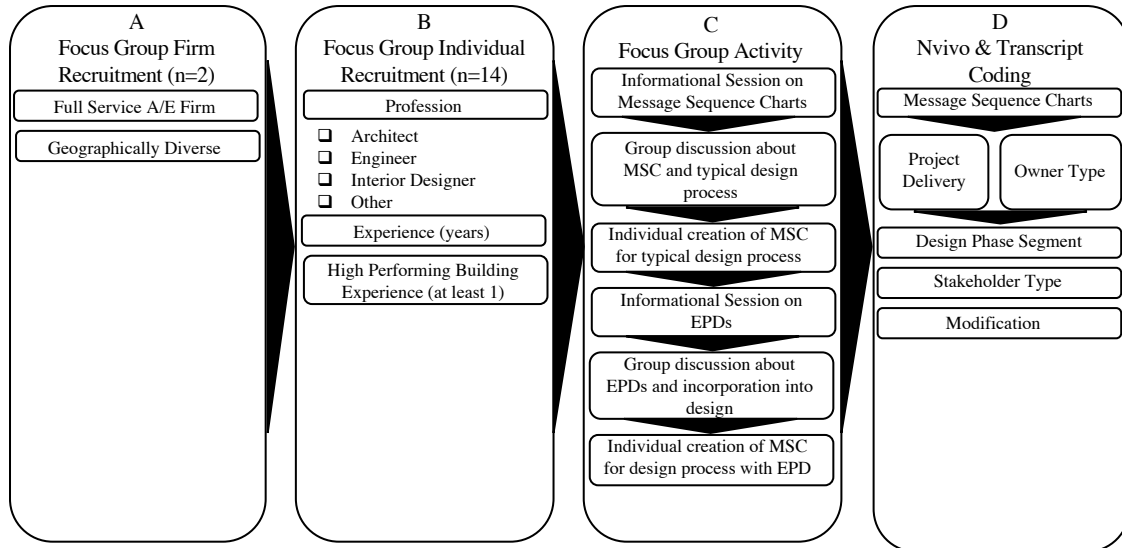 A
Focus Group Firm
Recruitment (n=2)
Full Service A/E Firm
Geographically Diverse
B
Focus Group Individual
Recruitment (n=14)
Profession
❑ Architect
❑ Engineer
❑ Interior Designer
❑ Other
Experience (years)
High Performing Building
Experience (at least 1)
C
Focus Group Activity
Informational Session on
Message Sequence Charts
Group discussion about
MSC and typical design
process
Individual creation of MSC
for typical design process
Informational Session on
EPDs
Group discussion about
EPDs and incorporation into
design
Individual creation of MSC
for design process with EPD
D
Nvivo & Transcript
Coding
Message Sequence Charts
Project
Delivery
Owner Type
Design Phase Segment
Stakeholder Type
Modification